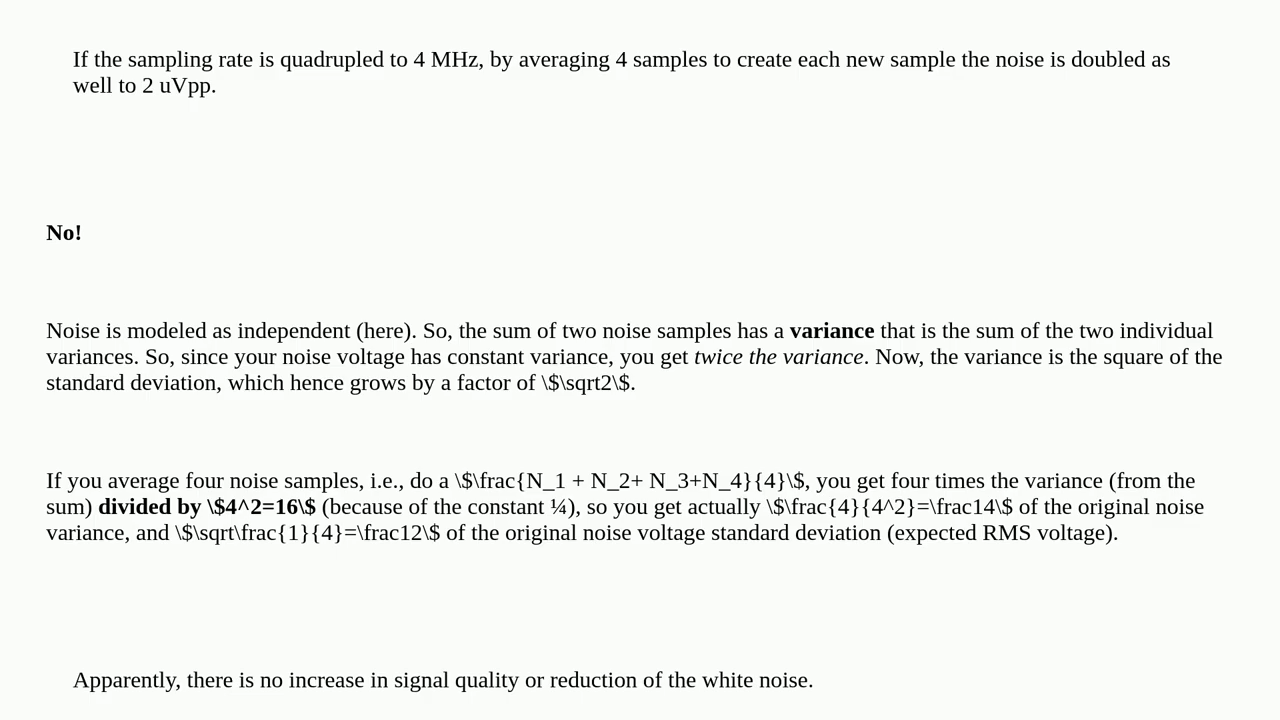 If the sampling rate is quadrupled to 4 MHz, by averaging 4 samples to create each new sample the noise is doubled as
well to 2 uVpp.
No!
Noise is modeled as independent (here). So, the sum of two noise samples has a variance that is the sum of the two individual
variances. So, since your noise voltage has constant variance, you get twice the variance. Now, the variance is the square of the
standard deviation, which hence grows by a factor of \$\sqrt2\$.
If you average four noise samples, i.e., do a \$\frac{N_1 + N_2+ N_3+N_4}{4}\$, you get four times the variance (from the
sum) divided by \$4^2=16\$ (because of the constant ¼), so you get actually \$\frac{4}{4^2}=\frac14\$ of the original noise
variance, and \$\sqrt\frac{1}{4}=\frac12\$ of the original noise voltage standard deviation (expected RMS voltage).
Apparently, there is no increase in signal quality or reduction of the white noise.